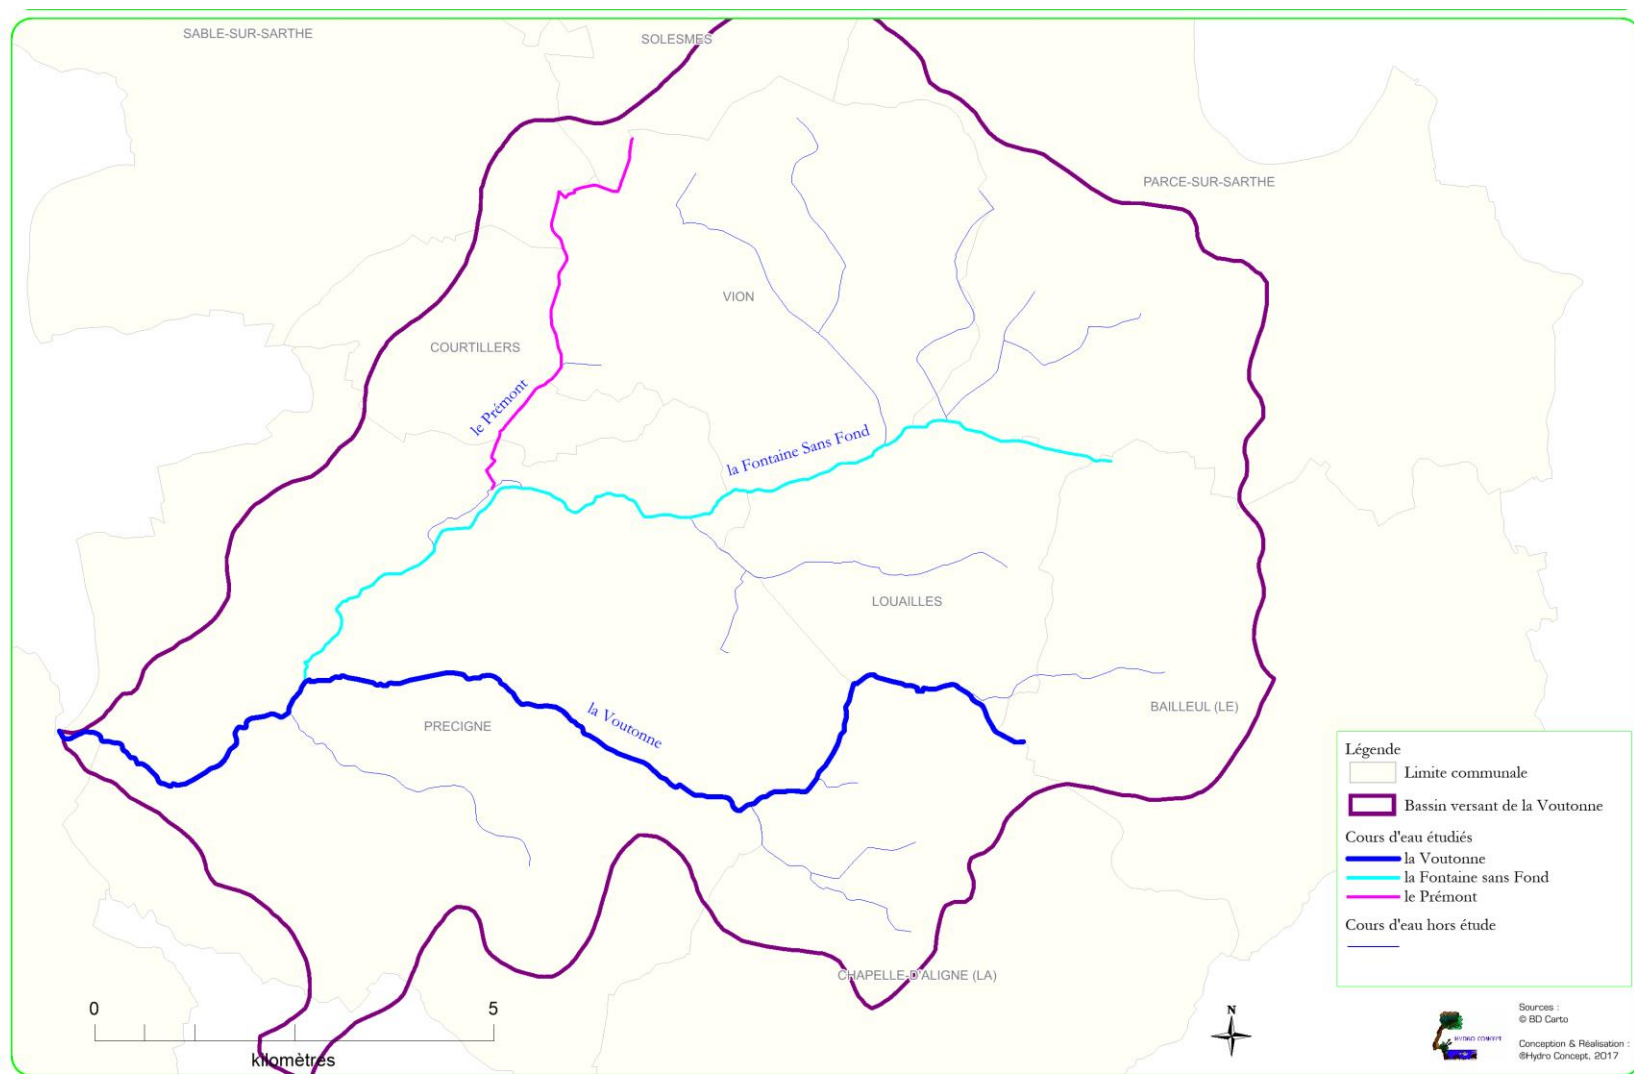 SABLE-SUR-SARTHE
SOLESMES
PARCE-SUR-SARTHE
VION
COURTILLERS
le Prémont
la Fontaine Sans Fond
LOUAILLES
PRECIGNE
la Voutonne
BAILLEUL (LE)
CHAPELLE-D'ALIGNE (LA)
0 5
kilomètres
Légende
Limite communale
Bassin versant de la Voutonne
Cours d'eau étudiés
la Voutonne
la Fontaine sans Fond
le Prémont
Cours d'eau hors étude
N
HYDRO CONCEPT
Sources :
© BD Carto
Conception & Réalisation :
©Hydro Concept, 2017